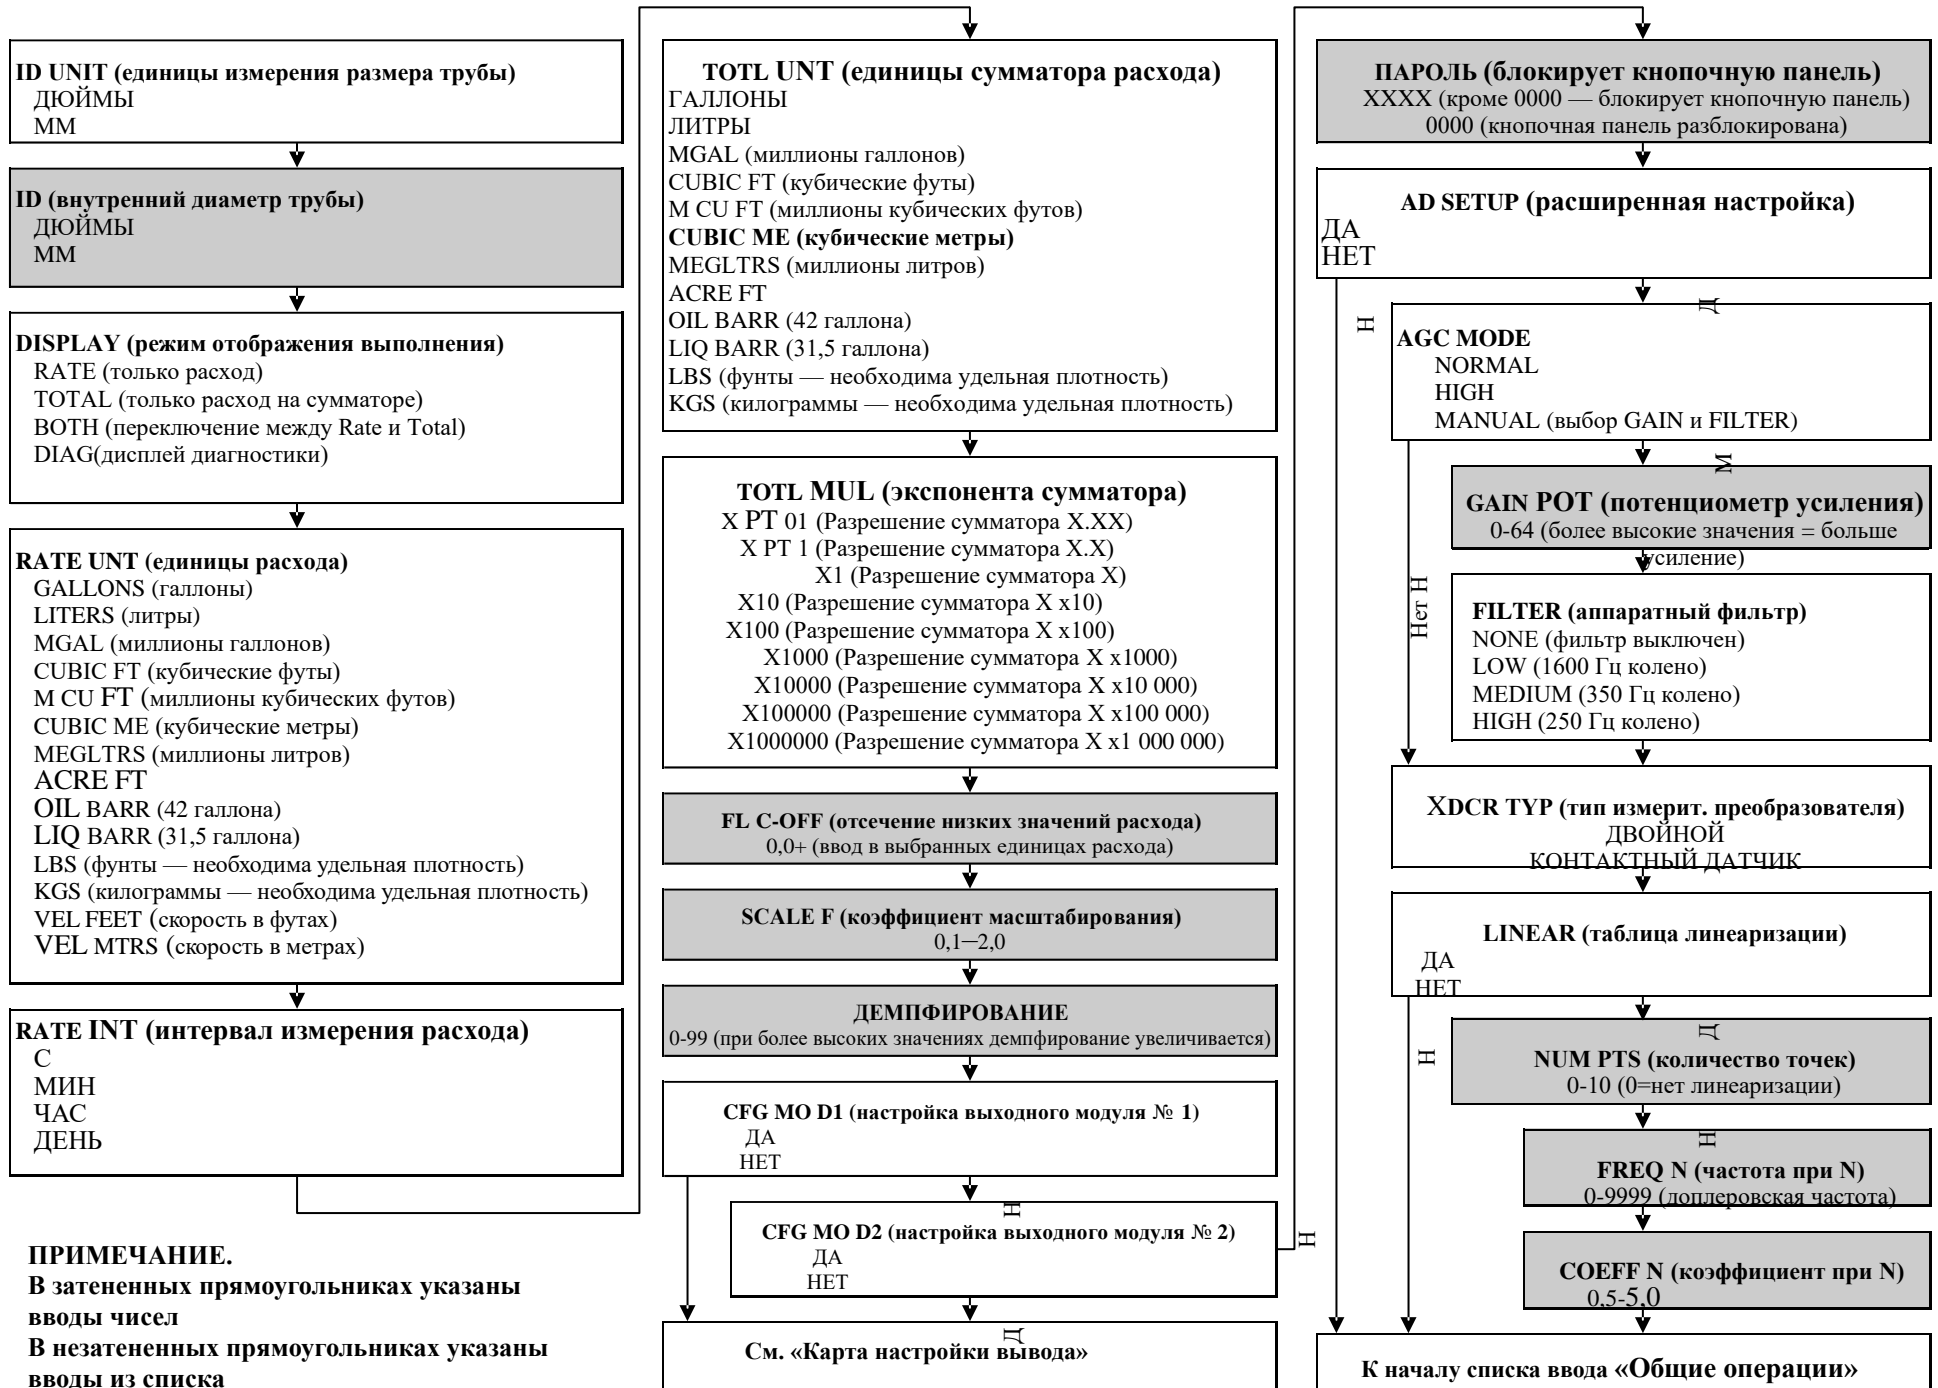 ID UNIT (единицы измерения размера трубы)
ДЮЙМЫ
ММ
ID (внутренний диаметр трубы)
ДЮЙМЫ
ММ
DISPLAY (режим отображения выполнения)
RATE (только расход)
TOTAL (только расход на сумматоре)
BOTH (переключение между Rate и Total)
DIAG(дисплей диагностики)
RATE UNT (единицы расхода)
GALLONS (галлоны)
LITERS (литры)
MGAL (миллионы галлонов)
CUBIC FT (кубические футы)
M CU FT (миллионы кубических футов)
CUBIC ME (кубические метры)
MEGLTRS (миллионы литров)
ACRE FT
OIL BARR (42 галлона)
LIQ BARR (31,5 галлона)
LBS (фунты — необходима удельная плотность)
KGS (килограммы — необходима удельная плотность)
VEL FEET (скорость в футах)
VEL MTRS (скорость в метрах)
RATE INT (интервал измерения расхода)
С
МИН
ЧАС
ДЕНЬ
ПРИМЕЧАНИЕ.
В затененных прямоугольниках указаны
вводы чисел
В незатененных прямоугольниках указаны
вводы из списка
TOTL UNT (единицы сумматора расхода)
ГАЛЛОНЫ
ЛИТРЫ
MGAL (миллионы галлонов)
CUBIC FT (кубические футы)
M CU FT (миллионы кубических футов)
CUBIC ME (кубические метры)
MEGLTRS (миллионы литров)
ACRE FT
OIL BARR (42 галлона)
LIQ BARR (31,5 галлона)
LBS (фунты — необходима удельная плотность)
KGS (килограммы — необходима удельная плотность)
TOTL MUL (экспонента сумматора)
X PT 01 (Разрешение сумматора X.XX)
X PT 1 (Разрешение сумматора X.X)
X1 (Разрешение сумматора X)
X10 (Разрешение сумматора X x10)
X100 (Разрешение сумматора X x100)
X1000 (Разрешение сумматора X x1000)
X10000 (Разрешение сумматора X x10 000)
X100000 (Разрешение сумматора X x100 000)
X1000000 (Разрешение сумматора X x1 000 000)
FL C-OFF (отсечение низких значений расхода)
0,0+ (ввод в выбранных единицах расхода)
SCALE F (коэффициент масштабирования)
0,1—2,0
ДЕМПФИРОВАНИЕ
0-99 (при более высоких значениях демпфирование увеличивается)
CFG MO D1 (настройка выходного модуля № 1)
ДА
НЕТ
Н
CFG MO D2 (настройка выходного модуля № 2)
ДА
НЕТ
Н
Д
См. «Карта настройки вывода»
ПАРОЛЬ (блокирует кнопочную панель)
XXXX (кроме 0000 — блокирует кнопочную панель)
0000 (кнопочная панель разблокирована)
AD SETUP (расширенная настройка)
ДА
НЕТ
Н
Д
AGC MODE
NORMAL
HIGH
MANUAL (выбор GAIN и FILTER)
М
GAIN POT (потенциометр усиления)
0-64 (более высокие значения = больше
усиление)
Нет Н
FILTER (аппаратный фильтр)
NONE (фильтр выключен)
LOW (1600 Гц колено)
MEDIUM (350 Гц колено)
HIGH (250 Гц колено)
XDCR TYP (тип измерит. преобразователя)
ДВОЙНОЙ
КОНТАКТНЫЙ ДАТЧИК
LINEAR (таблица линеаризации)
ДА
НЕТ
Н
Д
NUM PTS (количество точек)
0-10 (0=нет линеаризации)
Н
FREQ N (частота при N)
0-9999 (доплеровская частота)
COEFF N (коэффициент при N)
0,5-5,0
К началу списка ввода «Общие операции»